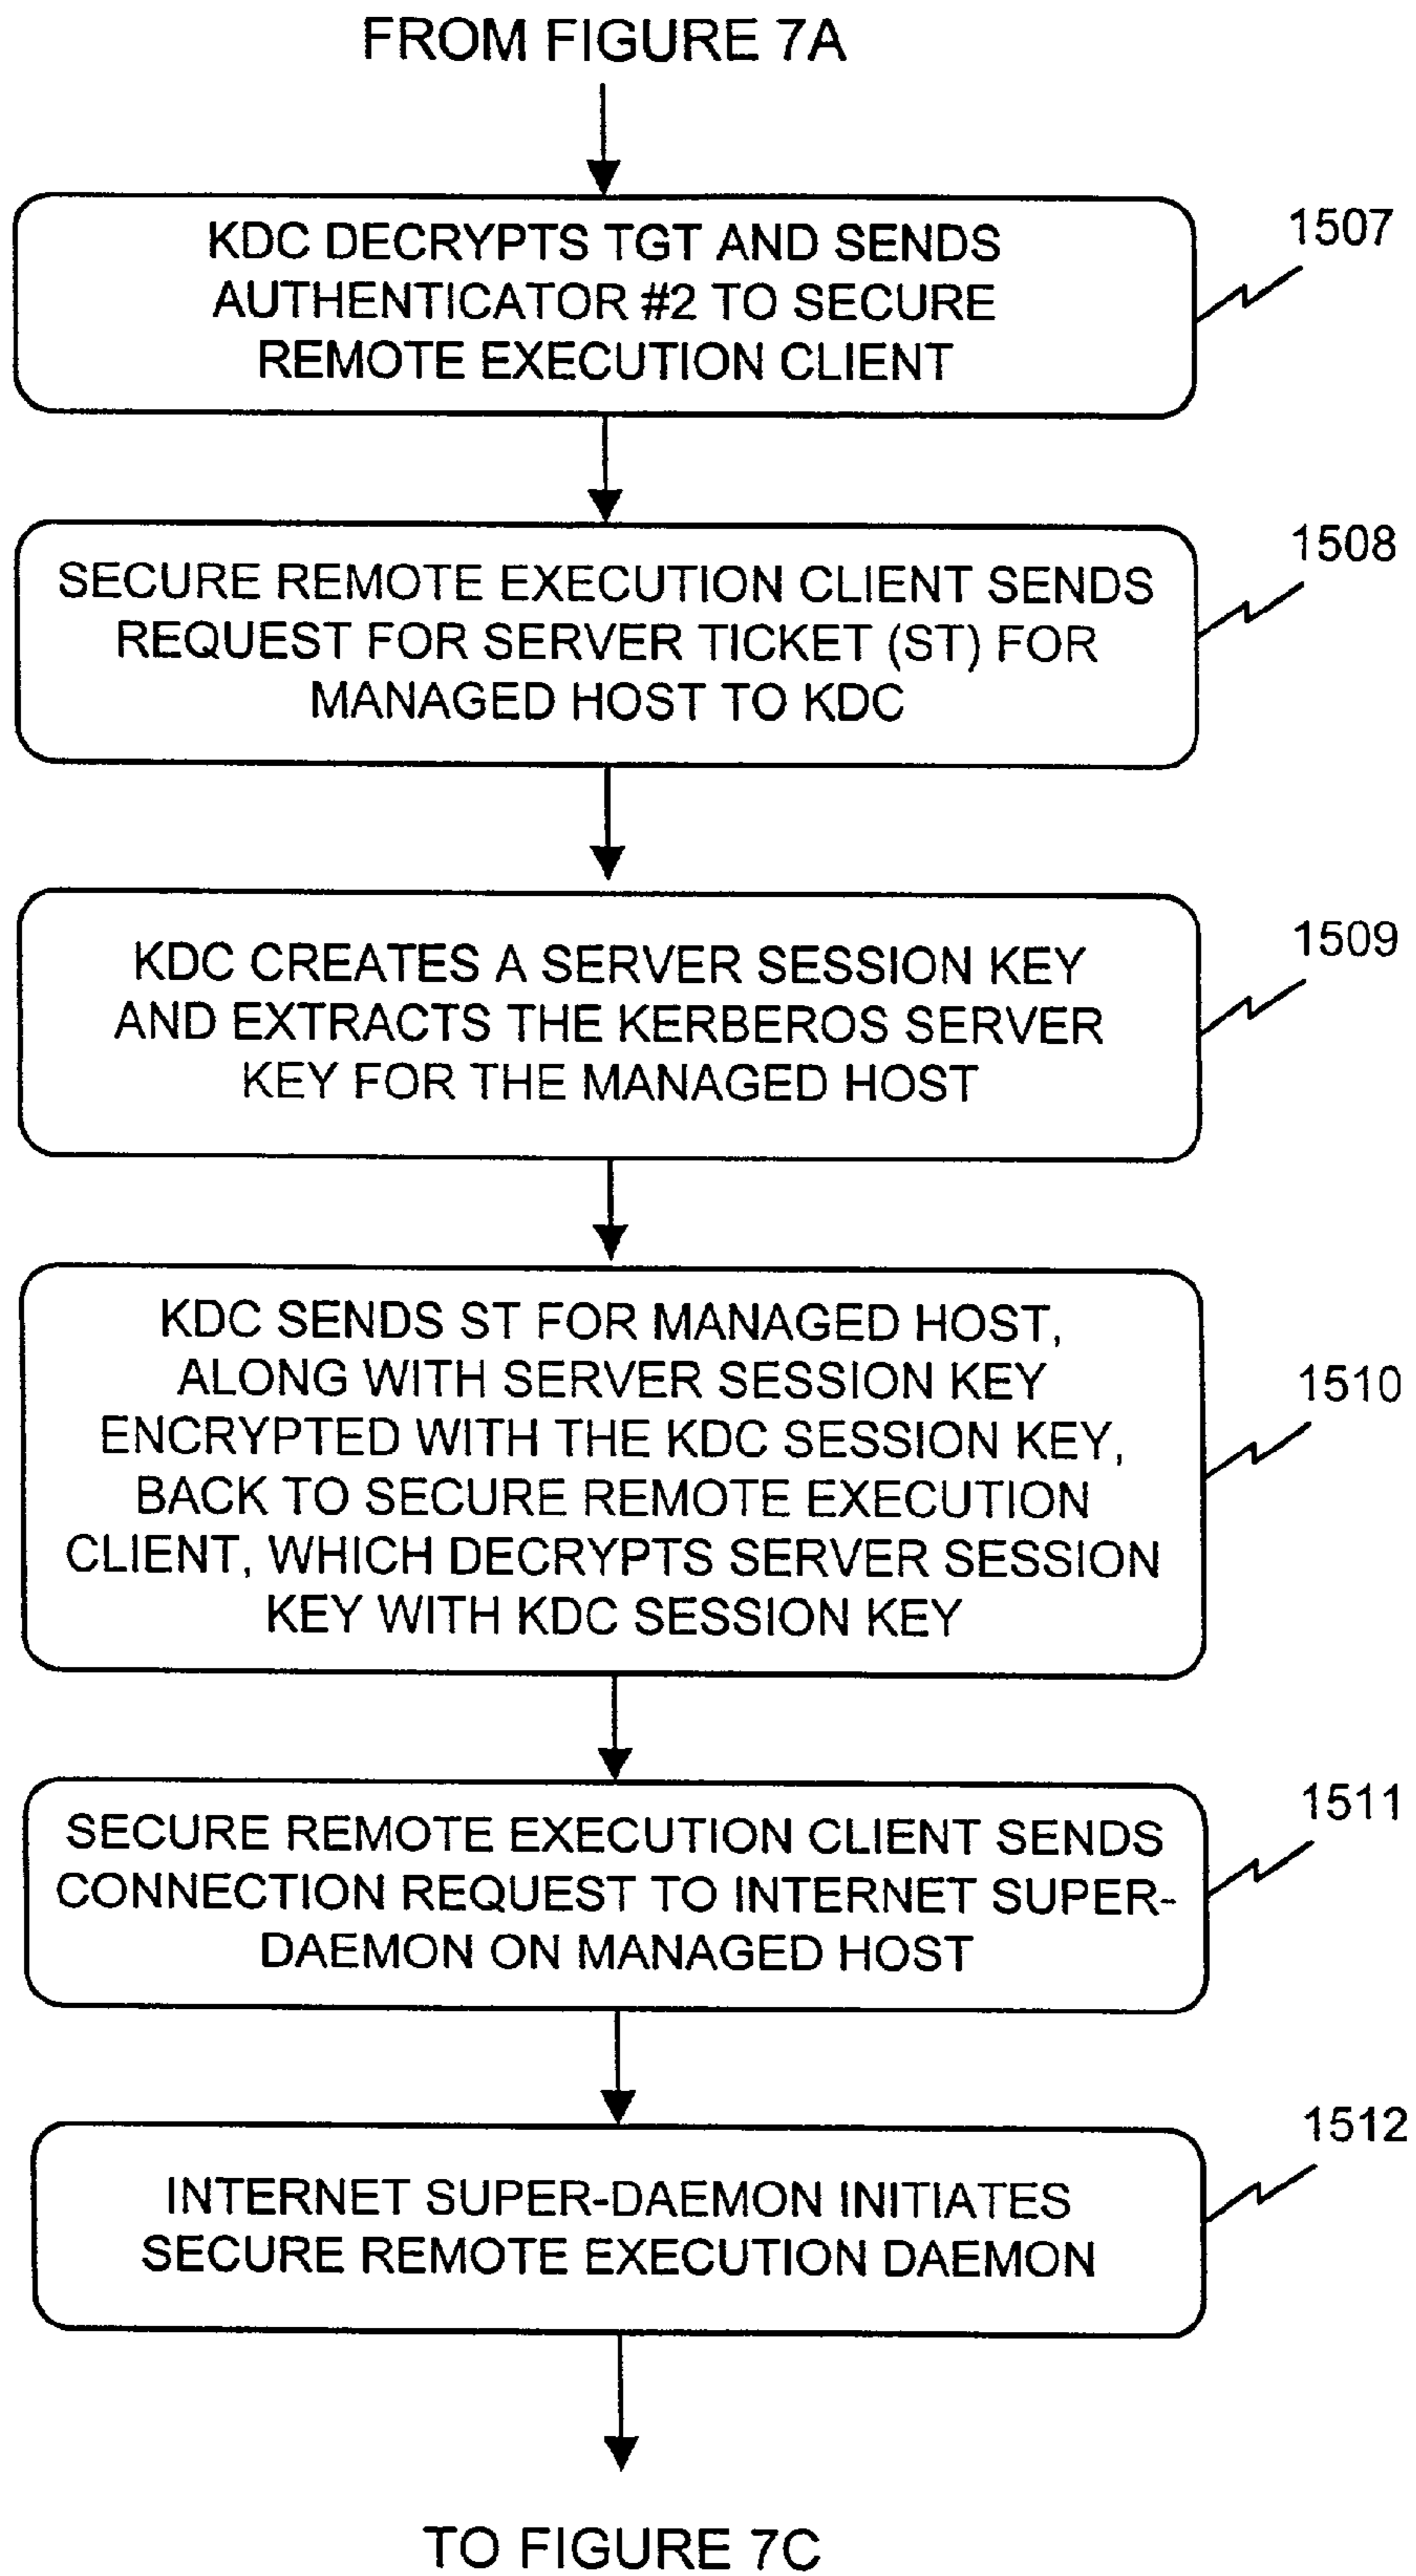 FROM FIGURE 7A
KDC DECRYPTS TGT AND SENDS
AUTHENTICATOR #2 TO SECURE
REMOTE EXECUTION CLIENT
1507
SECURE REMOTE EXECUTION CLIENT SENDS
REQUEST FOR SERVER TICKET (ST) FOR
MANAGED HOST TO KDC
1508
KDC CREATES A SERVER SESSION KEY
AND EXTRACTS THE KERBEROS SERVER
KEY FOR THE MANAGED HOST
1509
KDC SENDS ST FOR MANAGED HOST,
ALONG WITH SERVER SESSION KEY
ENCRYPTED WITH THE KDC SESSION KEY,
BACK TO SECURE REMOTE EXECUTION
CLIENT, WHICH DECRYPTS SERVER SESSION
KEY WITH KDC SESSION KEY
1510
SECURE REMOTE EXECUTION CLIENT SENDS
CONNECTION REQUEST TO INTERNET SUPER-
DAEMON ON MANAGED HOST
1511
INTERNET SUPER-DAEMON INITIATES
SECURE REMOTE EXECUTION DAEMON
1512
TO FIGURE 7C